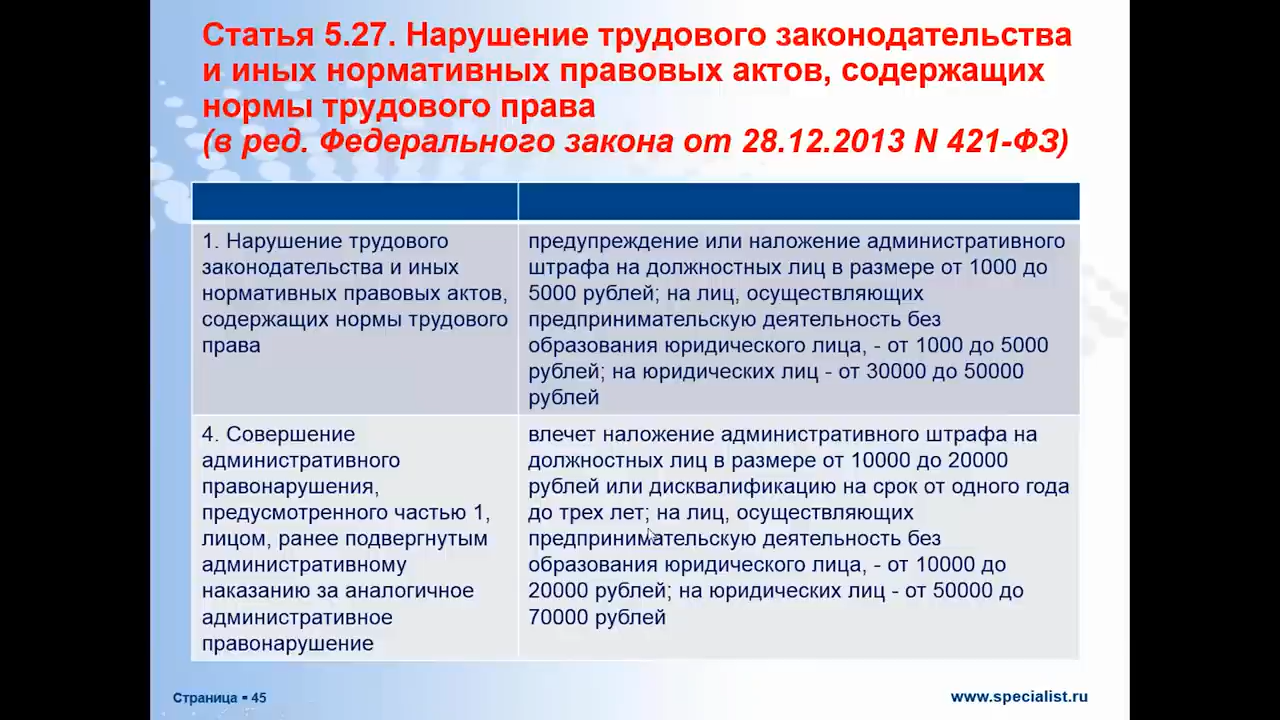 Статья 5.27. Нарушение трудового законодательства
и иных нормативных правовых актов, содержащих
нормы трудового права
(в ред. Федерального закона от 28.12.2013 N 421-ФЗ)
1. Нарушение трудового
законодательства и иных
нормативных правовых актов,
содержащих нормы трудового
права
предупреждение или наложение административного
штрафа на должностных лиц в размере от 1000 до
5000 рублей; на лиц, осуществляющих
предпринимательскую деятельность без
образования юридического лица, - от 1000 до 5000
рублей; на юридических лиц - от 30000 до 50000
рублей
4. Совершение
административного
правонарушения,
предусмотренного частью 1,
лицом, ранее подвергнутым
административному
наказанию за аналогичное
административное
правонарушение
влечет наложение административного штрафа на
должностных лиц в размере от 10000 до 20000
рублей или дисквалификацию на срок от одного года
до трех лет; на лиц, осуществляющих
предпринимательскую деятельность без
образования юридического лица, - от 10000 до
20000 рублей; на юридических лиц - от 50000 до
70000 рублей
Страница ▪ 45
www.specialist.ru